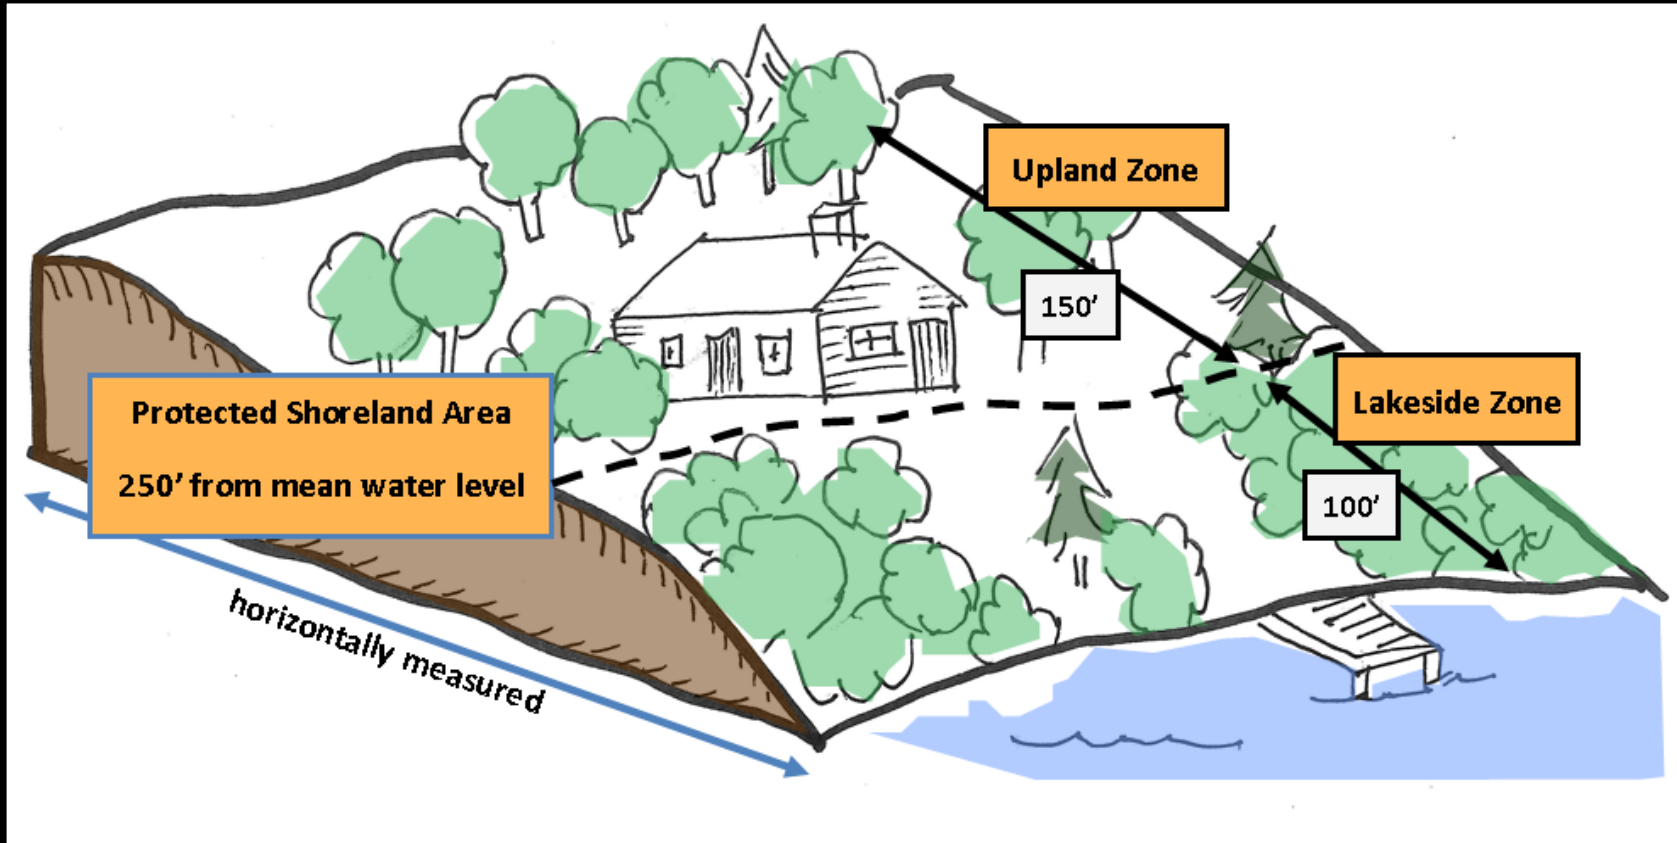 Upland Zone
150’
Lakeside Zone
100’
Protected Shoreland Area
250’ from mean water level
horizontally measured